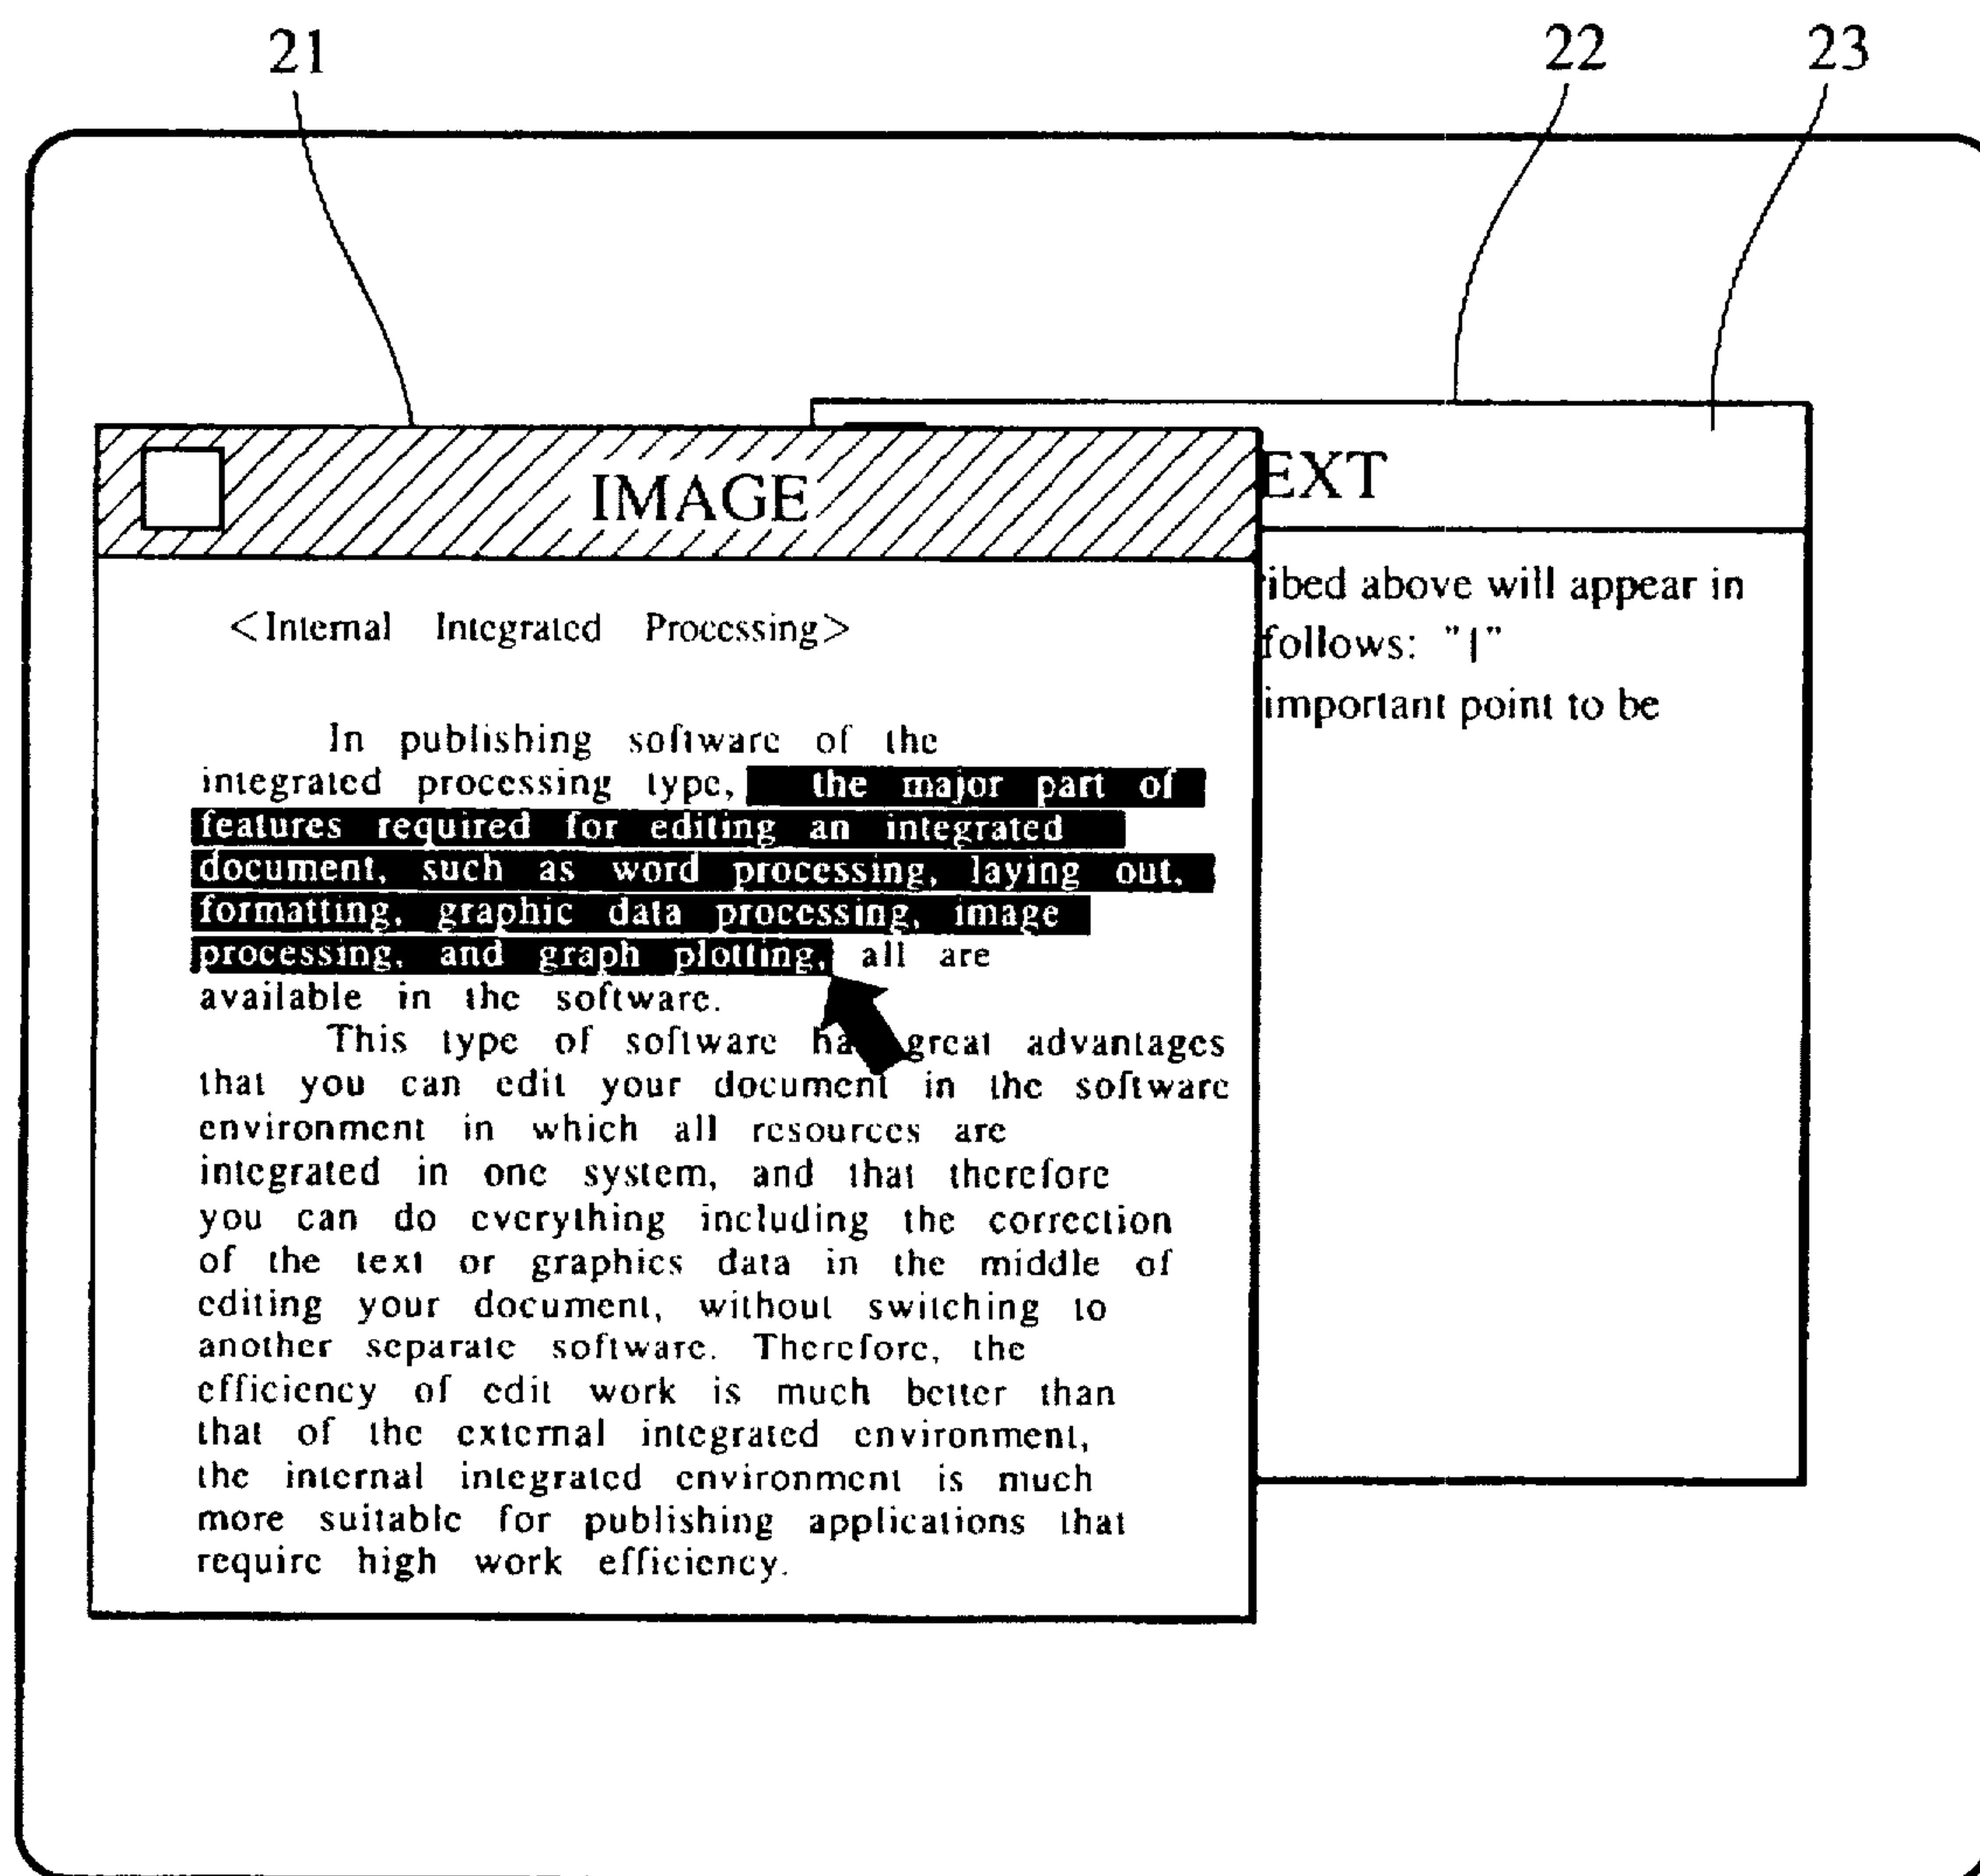 21
22
23
IMAGE
EXT
<Internal Integrated Processing>
In publishing software of the
integrated processing type, the major part of
features required for editing an integrated
document, such as word processing, laying out,
formatting, graphic data processing, image
processing, and graph plotting, all are
available in the software.
This type of software ha great advantages
that you can edit your document in the software
environment in which all resources are
integrated in one system, and that therefore
you can do everything including the correction
of the text or graphics data in the middle of
editing your document, without switching to
another separate software. Therefore, the
efficiency of edit work is much better than
that of the external integrated environment,
the internal integrated environment is much
more suitable for publishing applications that
require high work efficiency.
ibed above will appear in
follows: "|"
important point to be